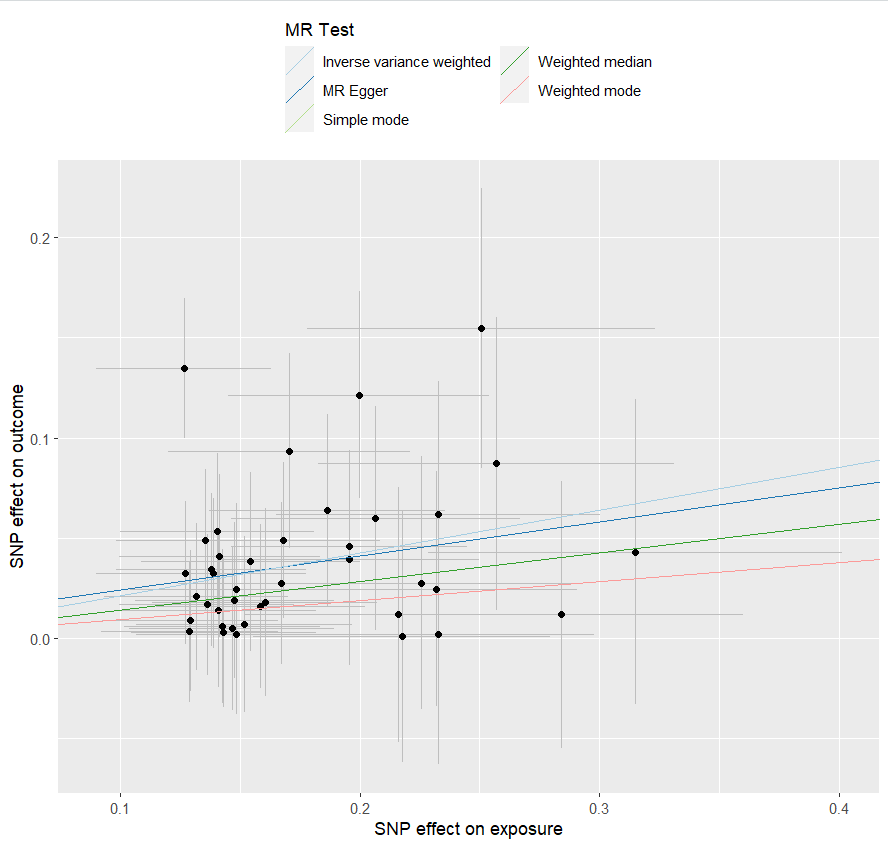 MR Test
Inverse variance weighted
Weighted median
MR Egger
Weighted mode
Simple mode
SNP effect on outcome
0.2
0.1
0.0
0.1
0.2
0.3
0.4
SNP effect on exposure